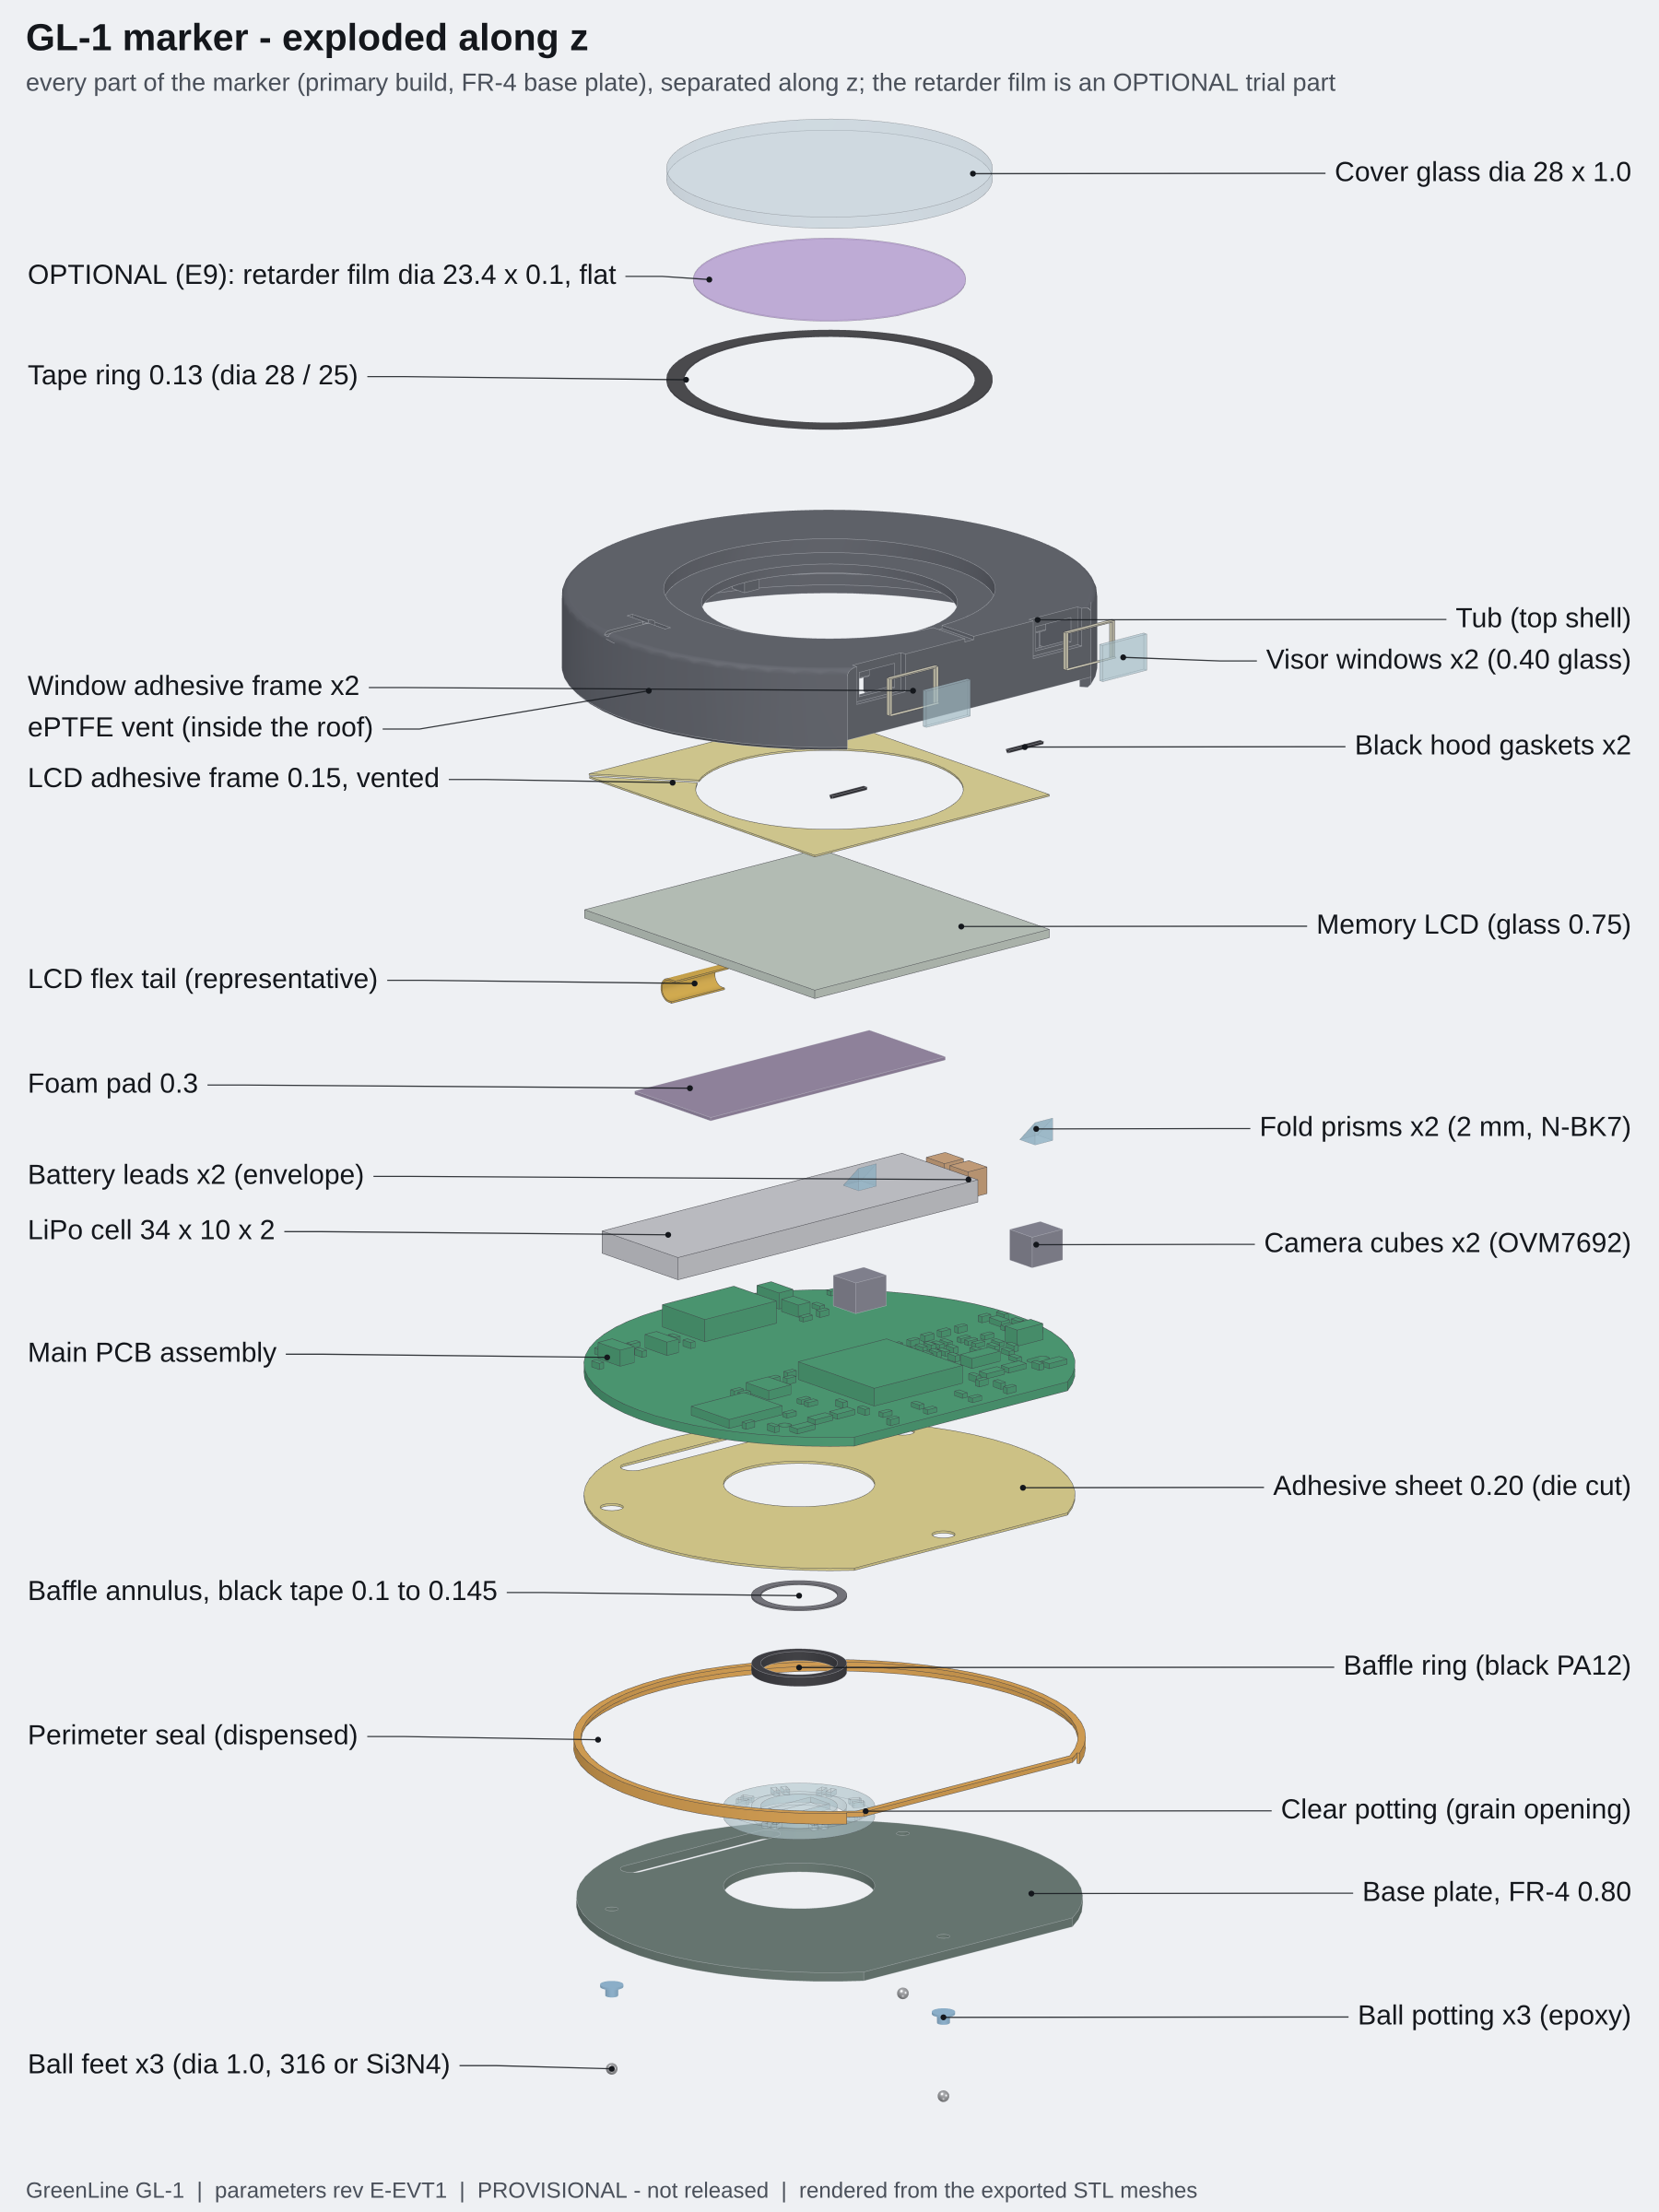 GL-1 marker - exploded along z
every part of the marker (primary build, FR-4 base plate), separated along z; the retarder film is an OPTIONAL trial part
Cover glass dia 28 x 1.0
OPTIONAL (E9): retarder film dia 23.4 x 0.1, flat
Tape ring 0.13 (dia 28 / 25)
Tub (top shell)
Visor windows x2 (0.40 glass)
Window adhesive frame x2
ePTFE vent (inside the roof)
Black hood gaskets x2
LCD adhesive frame 0.15, vented
Memory LCD (glass 0.75)
LCD flex tail (representative)
Foam pad 0.3
Fold prisms x2 (2 mm, N-BK7)
Battery leads x2 (envelope)
LiPo cell 34 x 10 x 2
Camera cubes x2 (OVM7692)
Main PCB assembly
Adhesive sheet 0.20 (die cut)
Baffle annulus, black tape 0.1 to 0.145
Baffle ring (black PA12)
Perimeter seal (dispensed)
Clear potting (grain opening)
Base plate, FR-4 0.80
Ball potting x3 (epoxy)
Ball feet x3 (dia 1.0, 316 or Si3N4)
GreenLine GL-1 | parameters rev E-EVT1 | PROVISIONAL - not released | rendered from the exported STL meshes